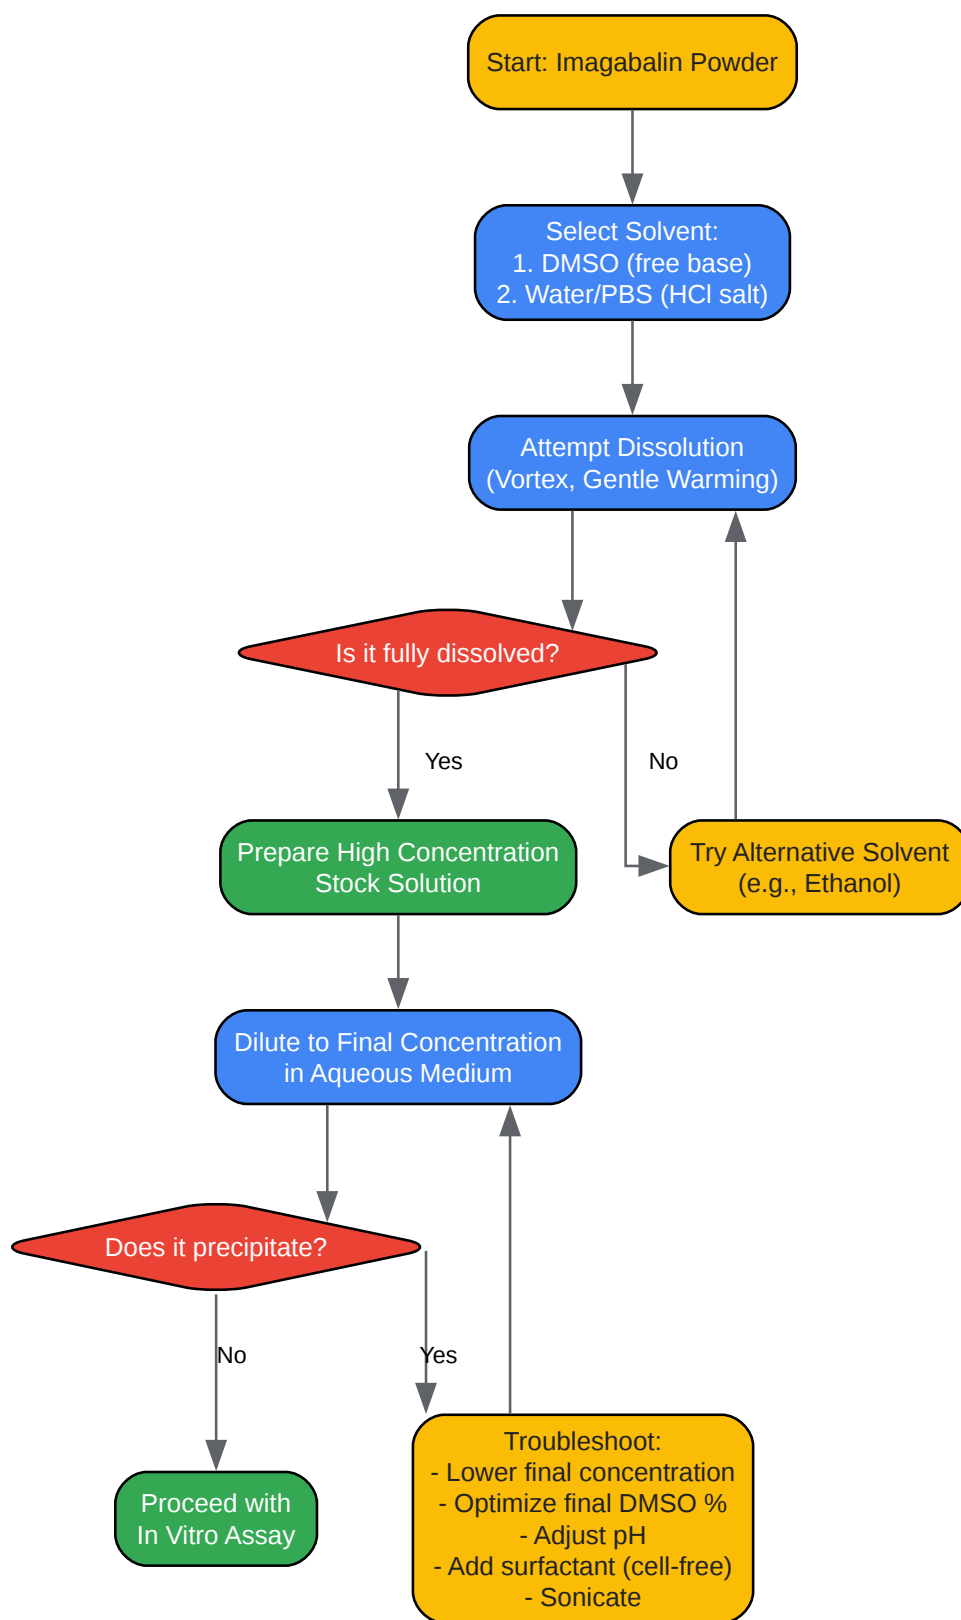 Start: Imagabalin Powder
Select Solvent:
1. DMSO (free base)
2. Water/PBS (HCl salt)
Attempt Dissolution
(Vortex, Gentle Warming)
Is it fully dissolved?
Yes
No
Prepare High Concentration
Stock Solution
Try Alternative Solvent
(e.g., Ethanol)
Dilute to Final Concentration
in Aqueous Medium
Does it precipitate?
No
Yes
Proceed with
In Vitro Assay
Troubleshoot:
- Lower final concentration
- Optimize final DMSO %
- Adjust pH
- Add surfactant (cell-free)
- Sonicate